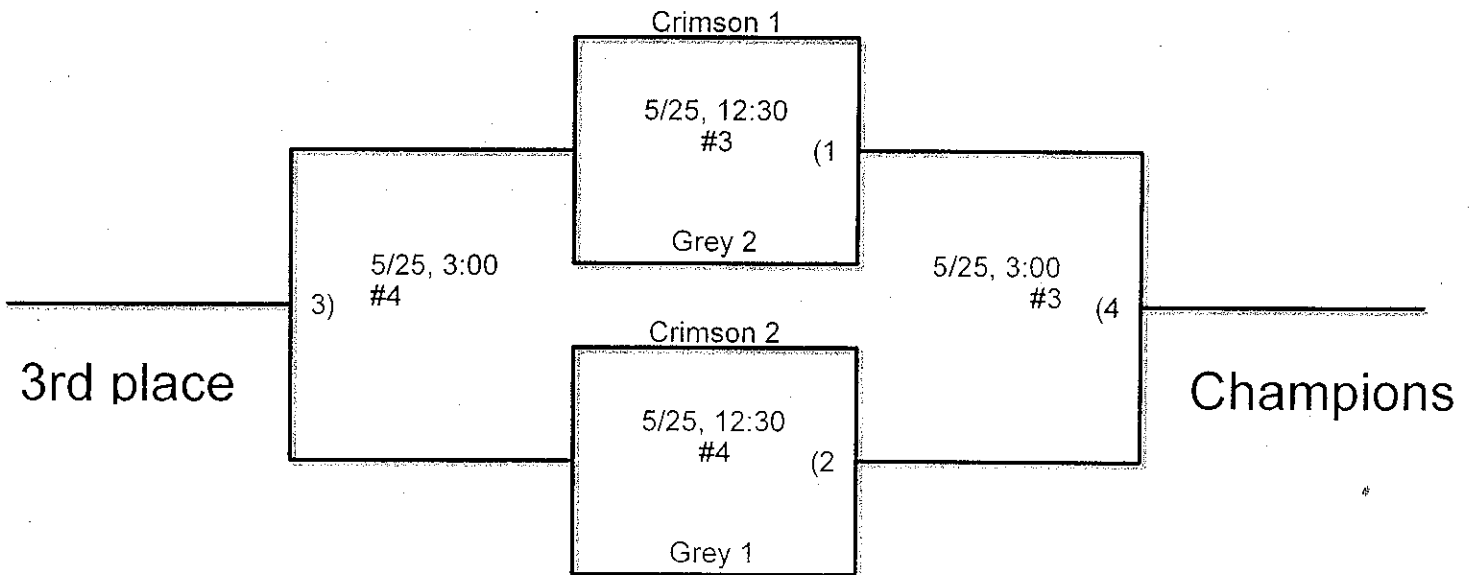 Crimson 1
5/25, 12:30
#3
(1
Grey 2
5/25, 3:00
#4
3)
5/25, 3:00
#3
(4
Crimson 2
3rd place
Champions
5/25, 12:30
#4
(2
Grey 1